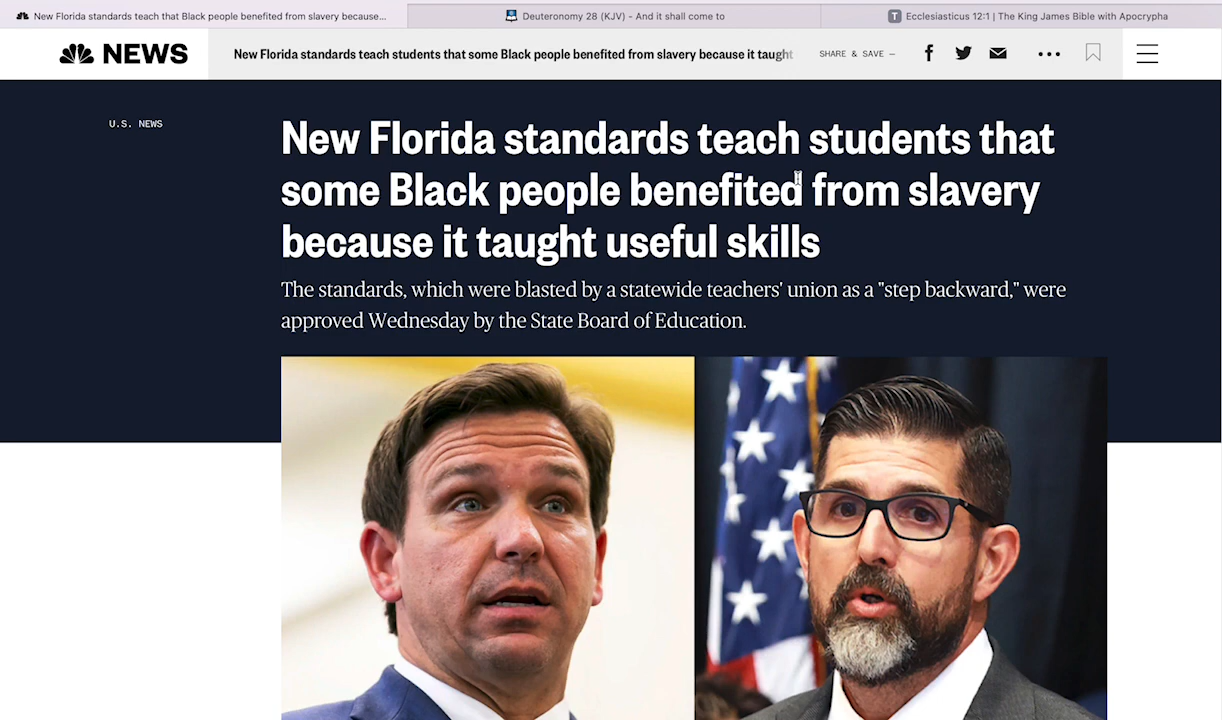 New Florida standards teach that Black people benefited from slavery because...
Deuteronomy 28 (KJV) - And it shall come to
T Ecclesiasticus 12:1 | The King James Bible with Apocrypha
NEWS
New Florida standards teach students that some Black people benefited from slavery because it taught
SHARE & SAVE —
U.S. NEWS
New Florida standards teach students that
some Black people benefited from slavery
because it taught useful skills
The standards, which were blasted by a statewide teachers' union as a "step backward," were
approved Wednesday by the State Board of Education.